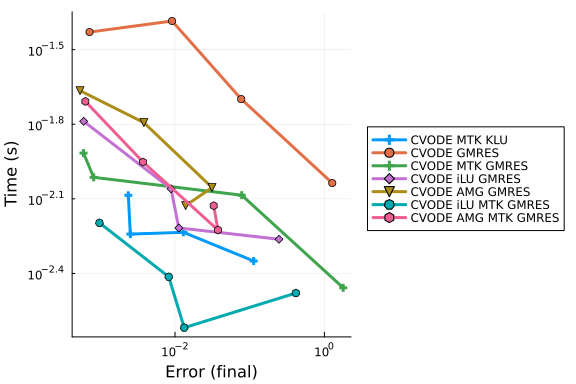 10^-1.5
10^-1.8
10^-2.1
10^-2.4
Time (s)
10^-2
10^0
Error (final)
CVODE MTK KLU
CVODE GMRES
CVODE MTK GMRES
CVODE iLU GMRES
CVODE AMG GMRES
CVODE iLU MTK GMRES
CVODE AMG MTK GMRES